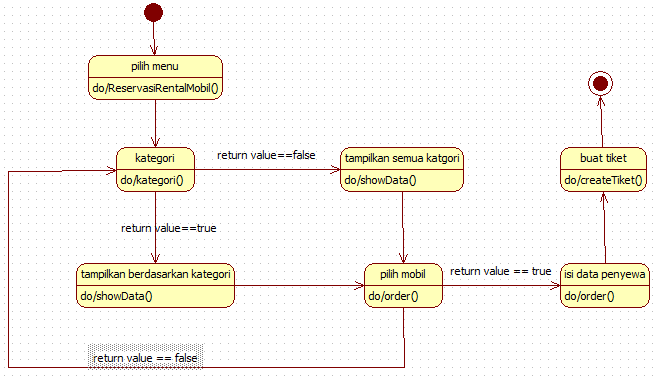 pilih menu
do/ReservasiRentalMobil()
kategori
do/kategori()
return value==false
tampilkan semua katgori
do/showData()
buat tiket
do/createTiket()
return value==true
tampilkan berdasarkan kategori
do/showData()
pilih mobil
do/order()
return value == true
isi data penyewa
do/order()
return value == false